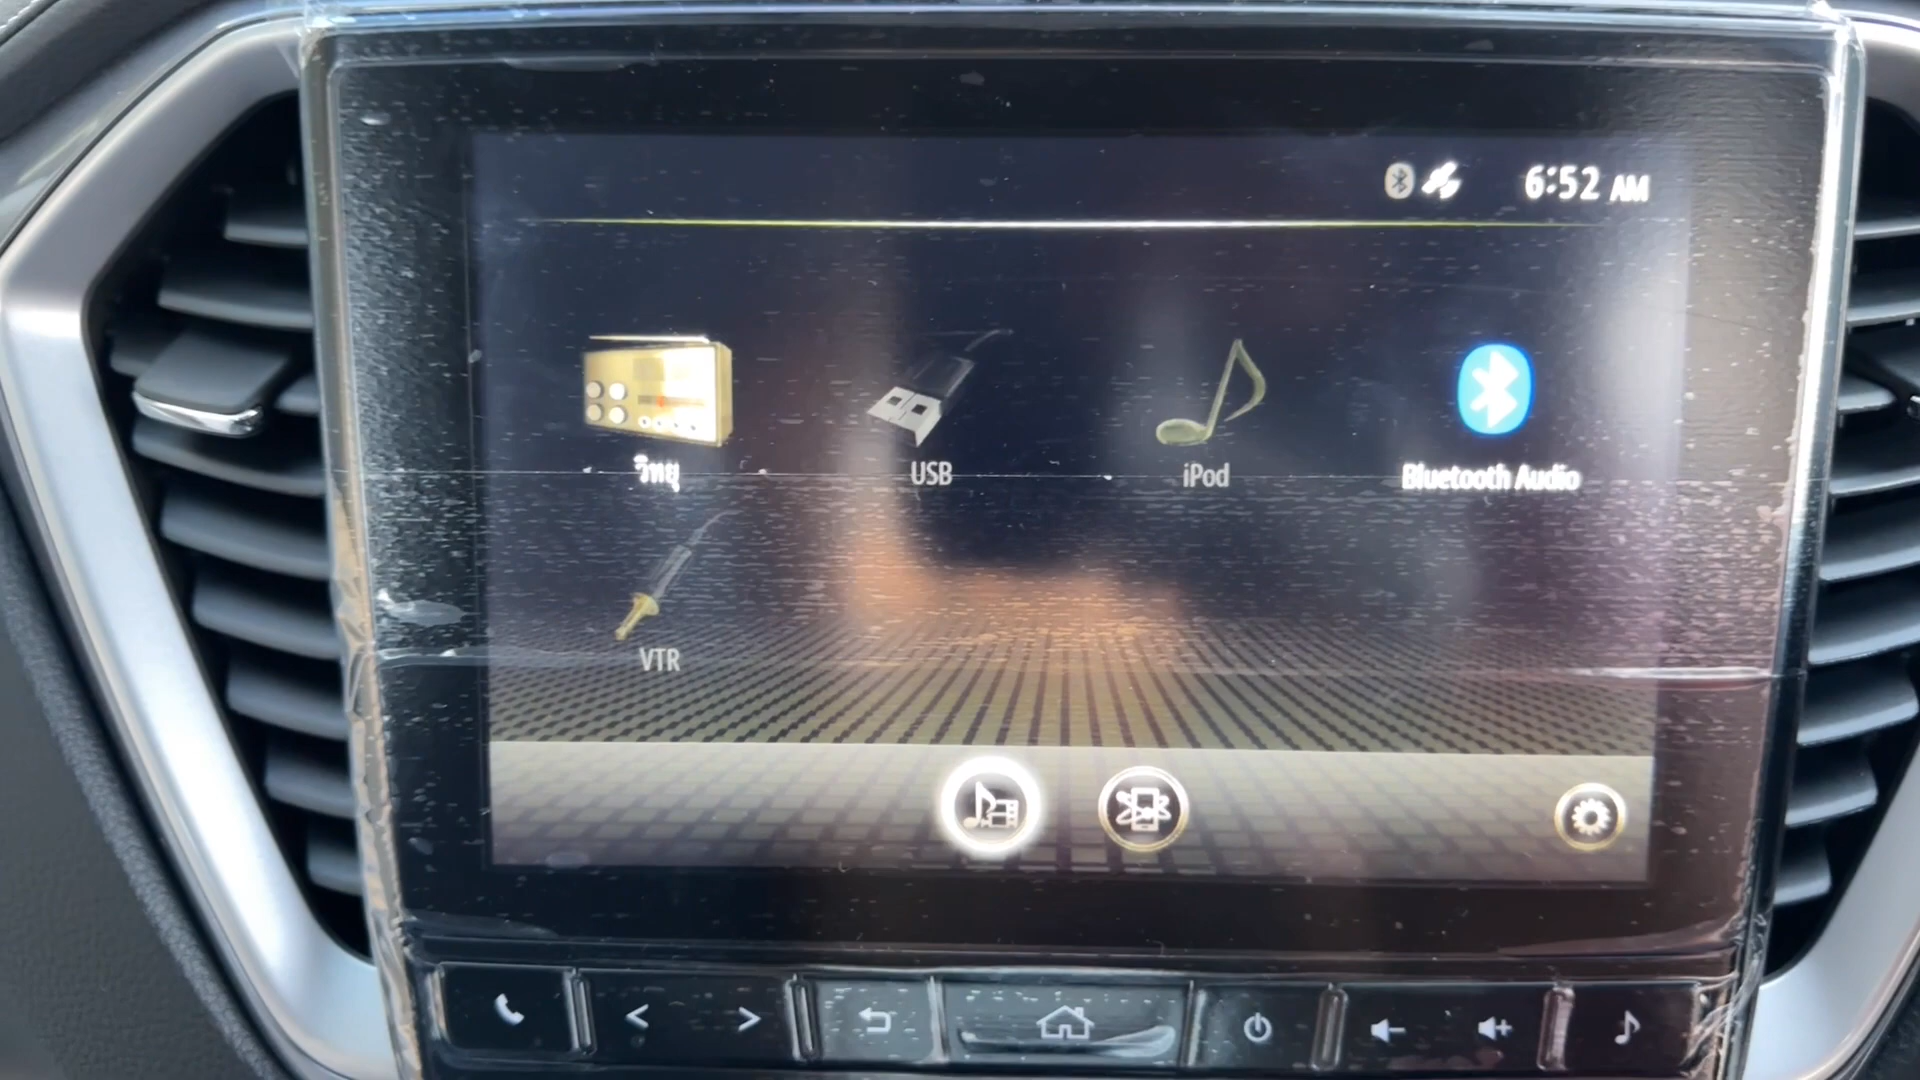 6:52 AM
วิทยุ
USB
iPod
Bluetooth Audio
VTR